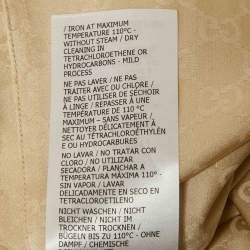 / IRON AT MAXIMUM
TEMPERATURE 110°C -
WITHOUT STEAM / DRY
CLEANING IN
TETRACHLOROETHENE OR
HYDROCARBONS - MILD
PROCESS
NE PAS LAVER / NE PAS
TRAITER AVEC DU CHLORE /
NE PAS UTILISER DE SÉCHOIR
À LINGE / REPASSER À UNE
TEMPÉRATURE DE 110 °C
MAXIMUM – SANS VAPEUR /
NETTOYER DÉLICATEMENT À
SEC AU TÉTRACHLOROÉTHYLÈN
E OU HYDROCARBURES
NO LAVAR / NO TRATAR CON
CLORO / NO UTILIZAR
SECADORA / PLANCHAR A
TEMPERATURA MÁXIMA 110° -
SIN VAPOR / LAVAR
DELICADAMENTE EN SECO EN
TETRACLOROETILENO
NICHT WASCHEN / NICHT
BLEICHEN / NICHT IM
TROCKNER TROCKNEN /
BÜGELN BIS ZU 110°C - OHNE
DAMPF / CHEMISCHE